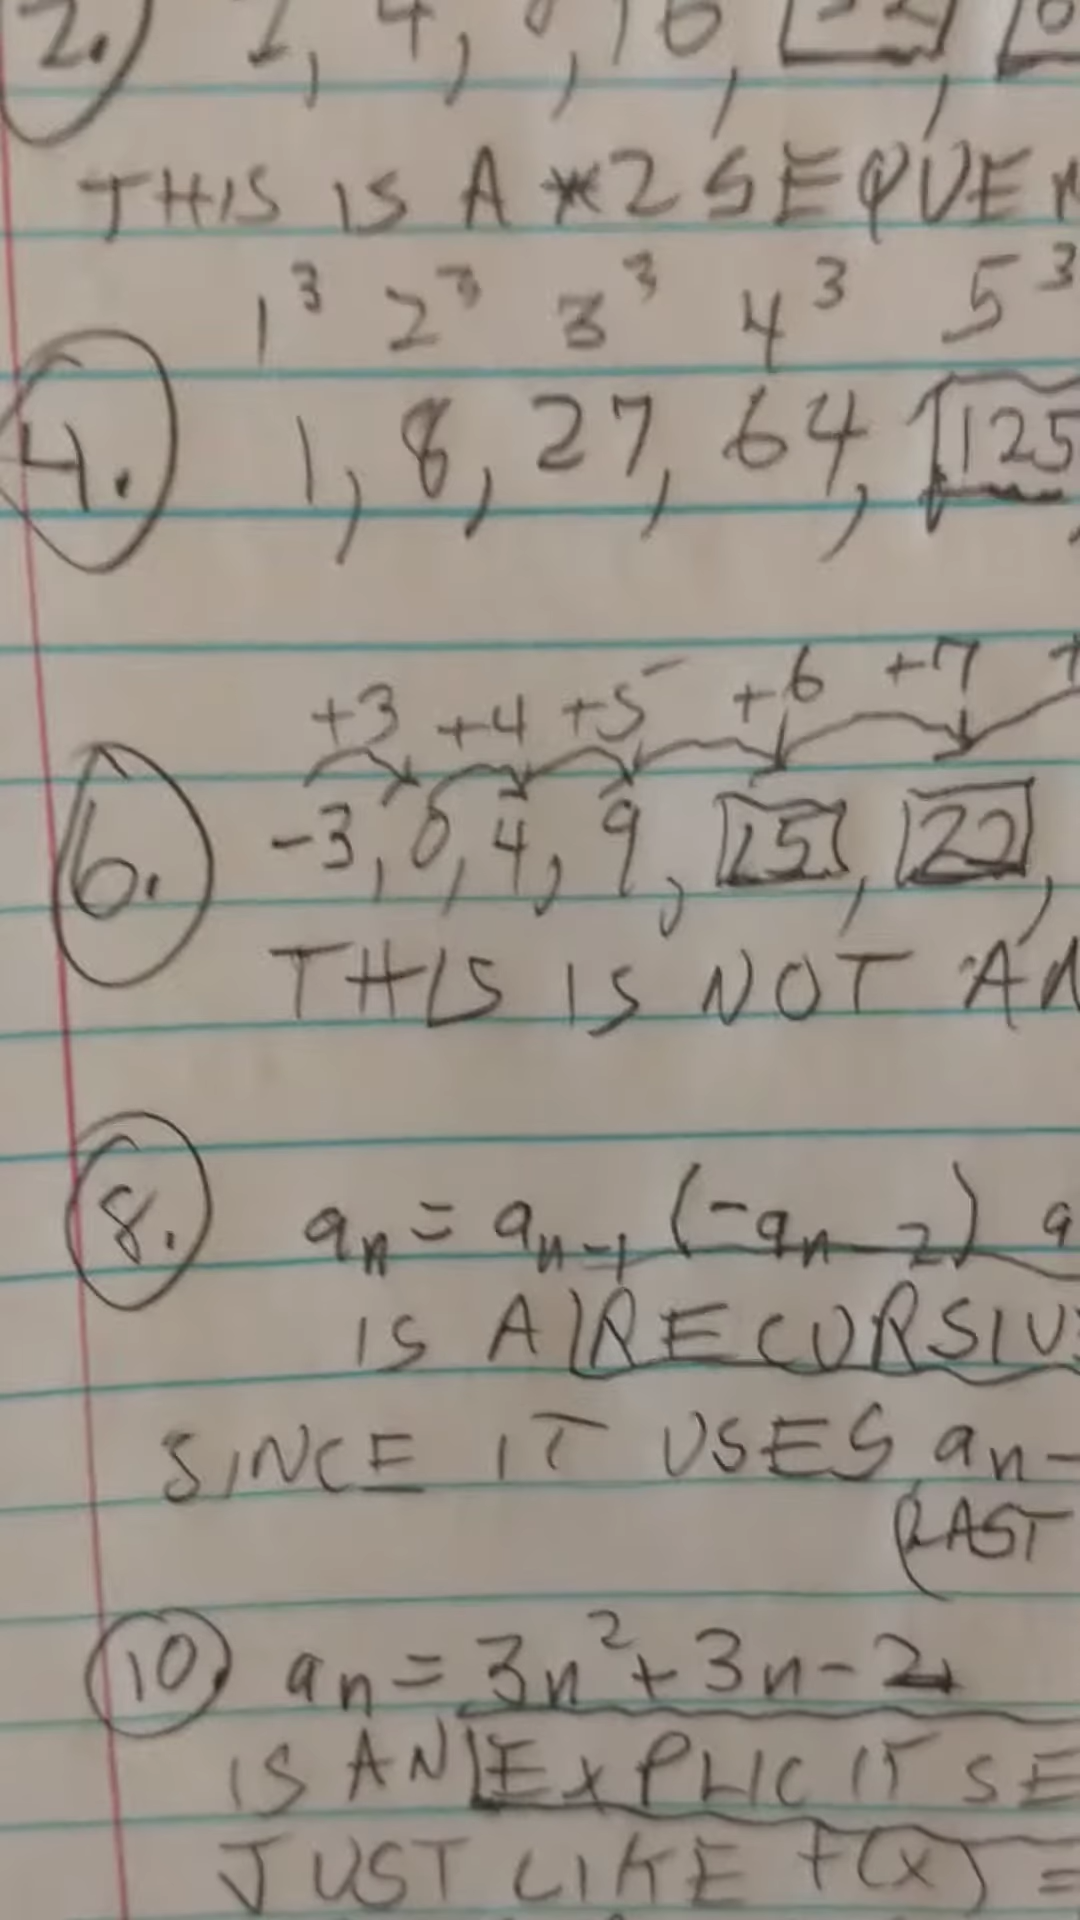 2. 2, 4, 8, 16,
THIS IS A *2 SEQUEN
1³ 2³ 3³ 4³ 5³
4. 1, 8, 27, 64, 125
+3 +4 +5 +6 +7 +
6. -3, 0, 4, 9, 15, 22,
THIS IS NOT AN
8. aₙ = aₙ₋₁ (-aₙ₋₂) a
IS A RECURSIV
SINCE IT USES aₙ₋
(LAST
10. aₙ = 3n² + 3n - 2
IS AN EXPLICIT SE
JUST LIKE f(x) =